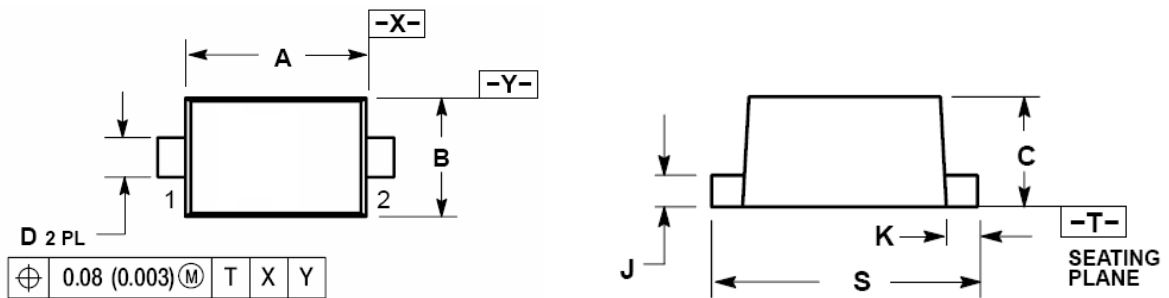 –X–
A
–Y–
B
1
2
D 2 PL
⌖ 0.08 (0.003) Ⓜ T X Y
C
K
–T–
J
S
SEATING
PLANE